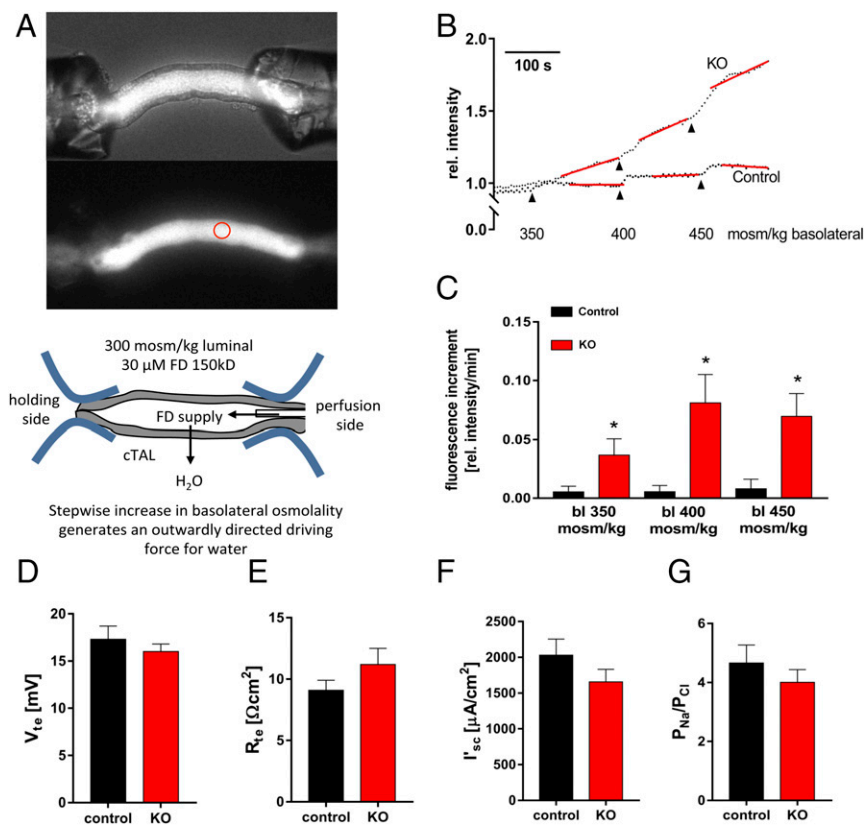 A
300 mosm/kg luminal
30 µM FD 150kD
holding
side
FD supply
perfusion
side
cTAL
H2O
Stepwise increase in basolateral osmolality
generates an outwardly directed driving
force for water
B
2.0
1.5
1.0
0.0
rel. intensity
100 s
KO
Control
350 400 450 mosm/kg basolateral
C
Control
KO
0.15
0.10
0.05
0.00
fluorescence increment
[rel. intensity/min]
* * *
bl 350 bl 400 bl 450
mosm/kg mosm/kg mosm/kg
D
20
15
10
5
0
Vte [mV]
control KO
E
15
10
5
0
Rte [Ωcm2]
control KO
F
2500
2000
1500
1000
500
0
I'sc [µA/cm2]
control KO
G
6
4
2
0
PNa/PCl
control KO